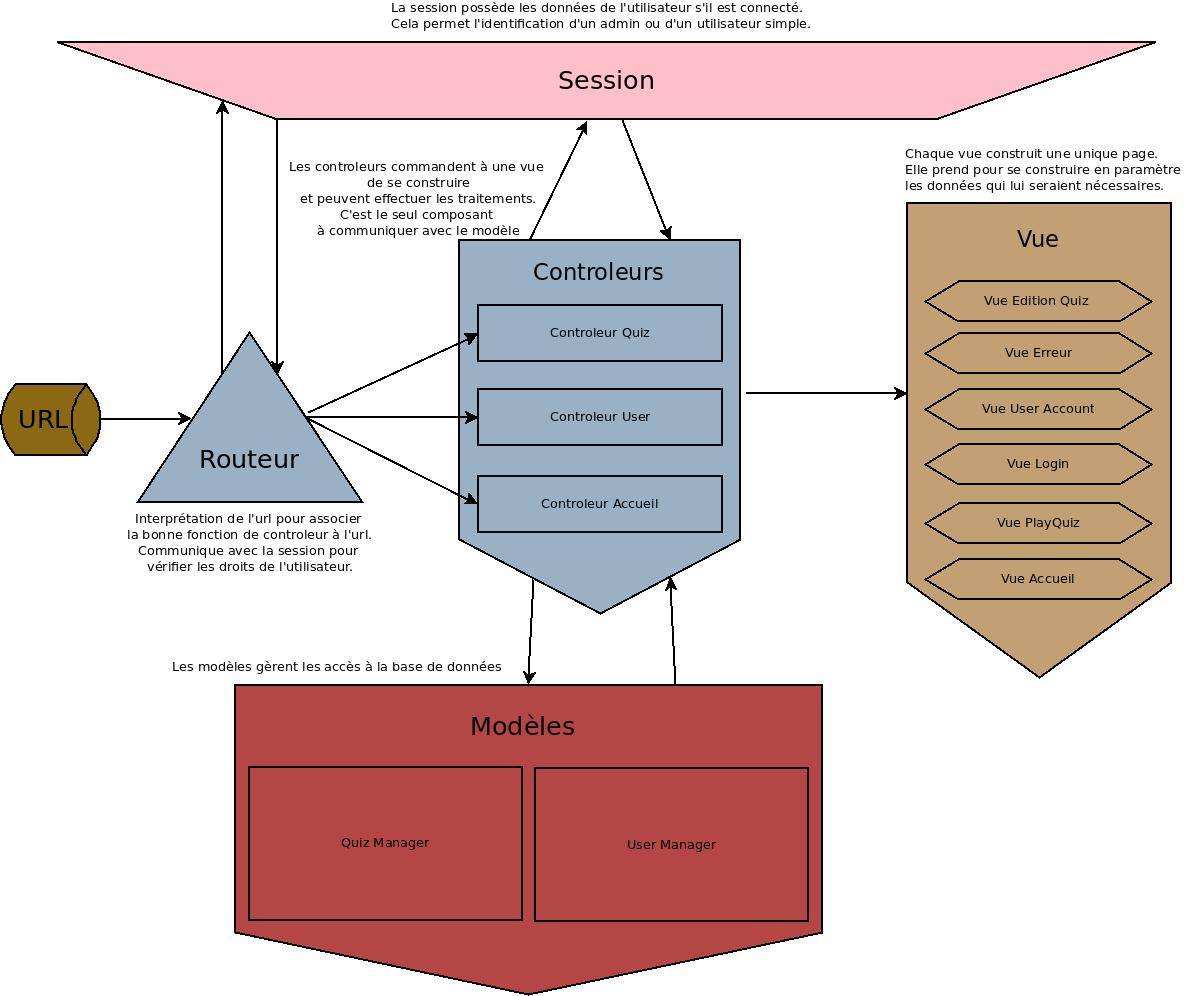 La session possède les données de l'utilisateur s'il est connecté.
Cela permet l'identification d'un admin ou d'un utilisateur simple.
Session
Les controleurs commandent à une vue
de se construire
et peuvent effectuer les traitements.
C'est le seul composant
à communiquer avec le modèle
Chaque vue construit une unique page.
Elle prend pour se construire en paramètre
les données qui lui seraient nécessaires.
URL
Routeur
Interprétation de l'url pour associer
la bonne fonction de controleur à l'url.
Communique avec la session pour
vérifier les droits de l'utilisateur.
Controleurs
Controleur Quiz
Controleur User
Controleur Accueil
Vue
Vue Edition Quiz
Vue Erreur
Vue User Account
Vue Login
Vue PlayQuiz
Vue Accueil
Les modèles gèrent les accès à la base de données
Modèles
Quiz Manager
User Manager